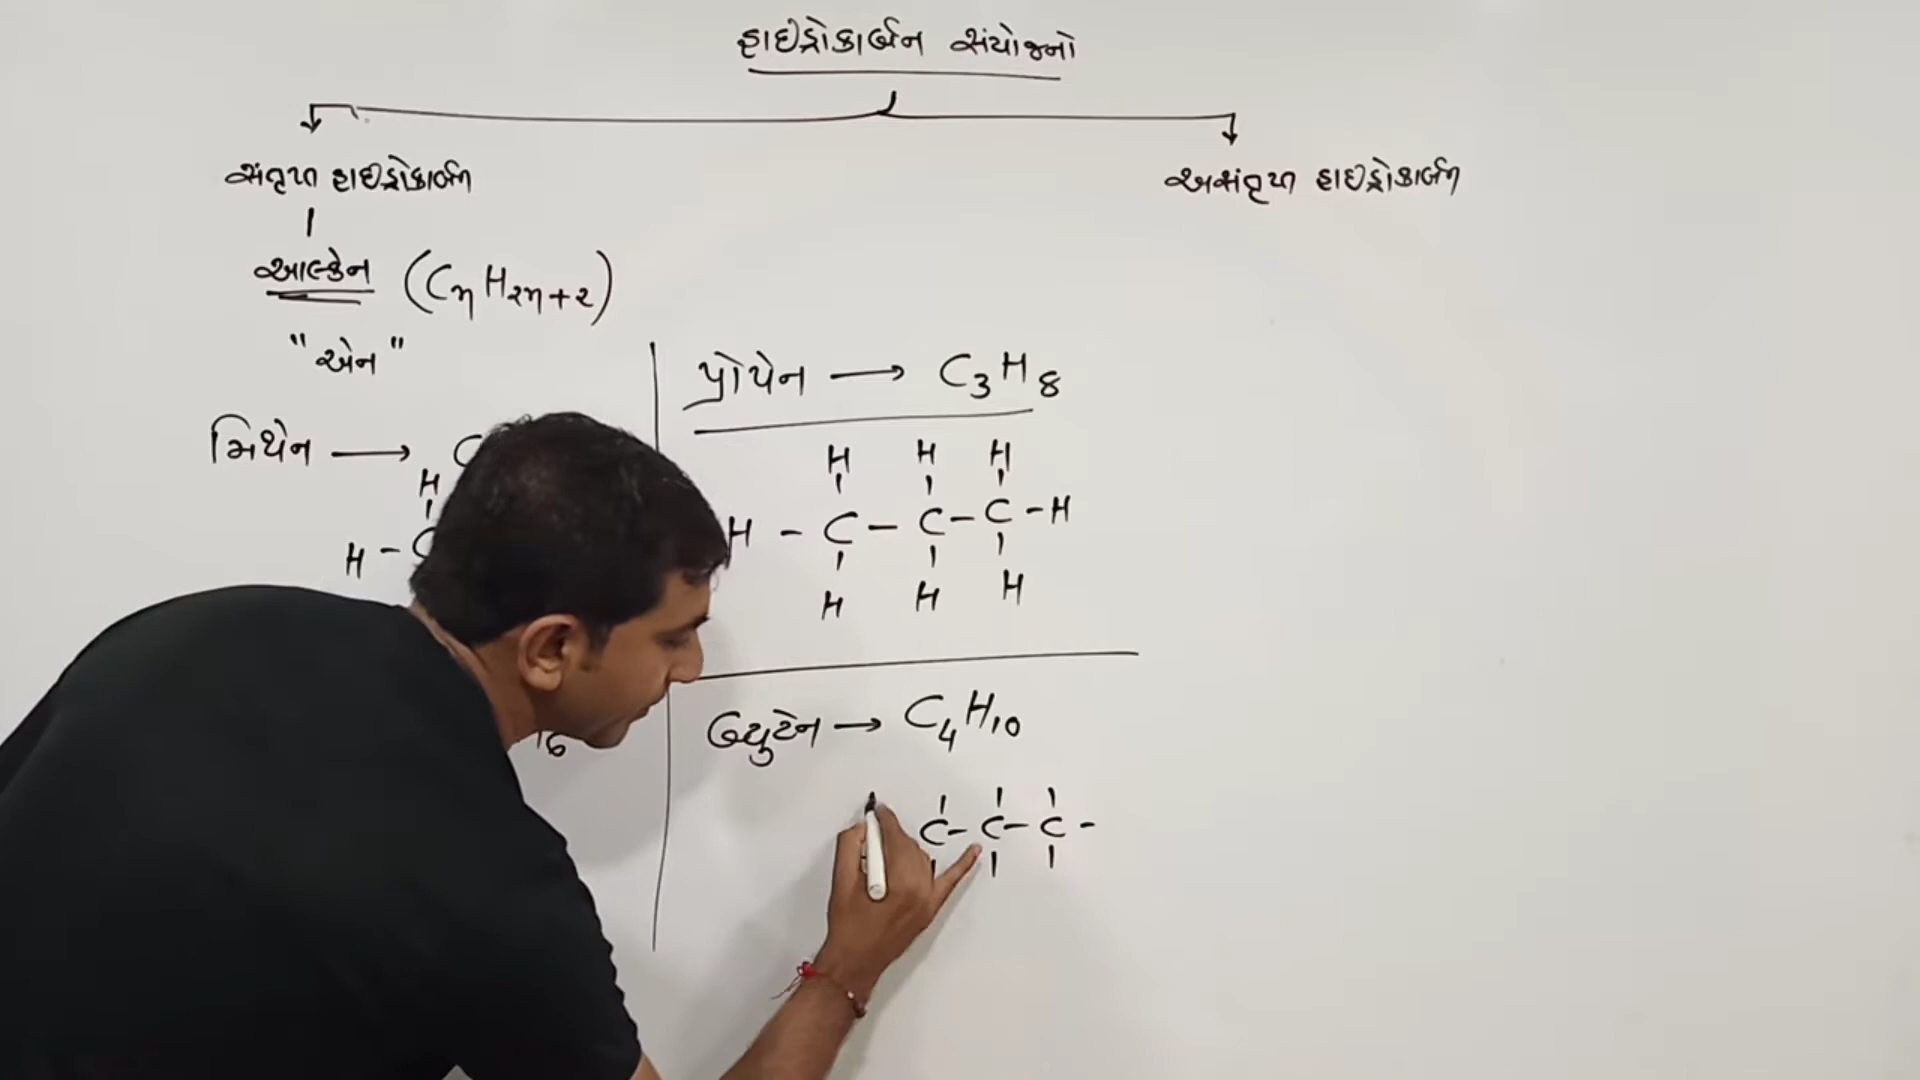 હાઈડ્રોકાર્બન સંયોજનો
સંતૃપ્ત હાઈડ્રોકાર્બન
અસંતૃપ્ત હાઈડ્રોકાર્બન
આલ્કેન (CnH2n+2)
"એન"
મિથેન → C
H
H - C
પ્રોપેન → C3H8
H H H
H - C - C - C - H
H H H
બ્યુટેન → C4H10
C - C - C -